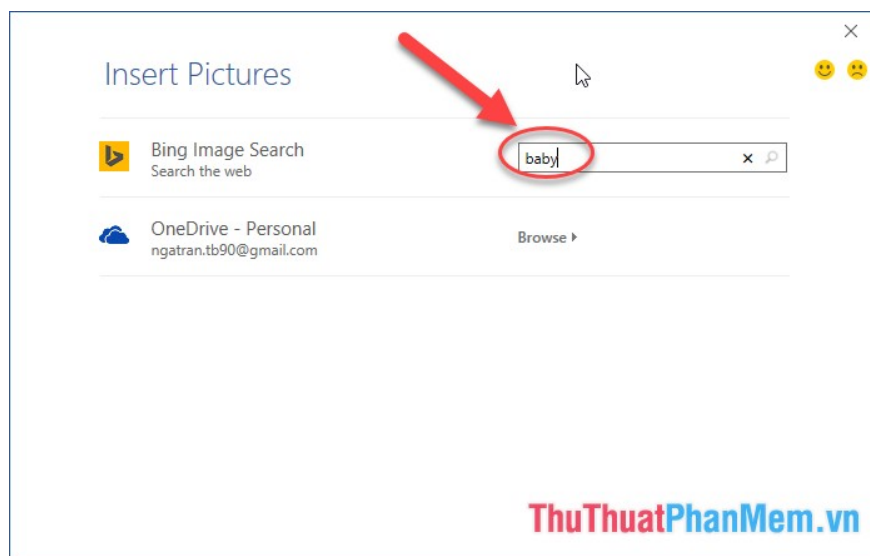 Insert Pictures
Bing Image Search
Search the web
baby
OneDrive - Personal
ngatran.tb90@gmail.com
Browse
ThuThuatPhanMem.vn